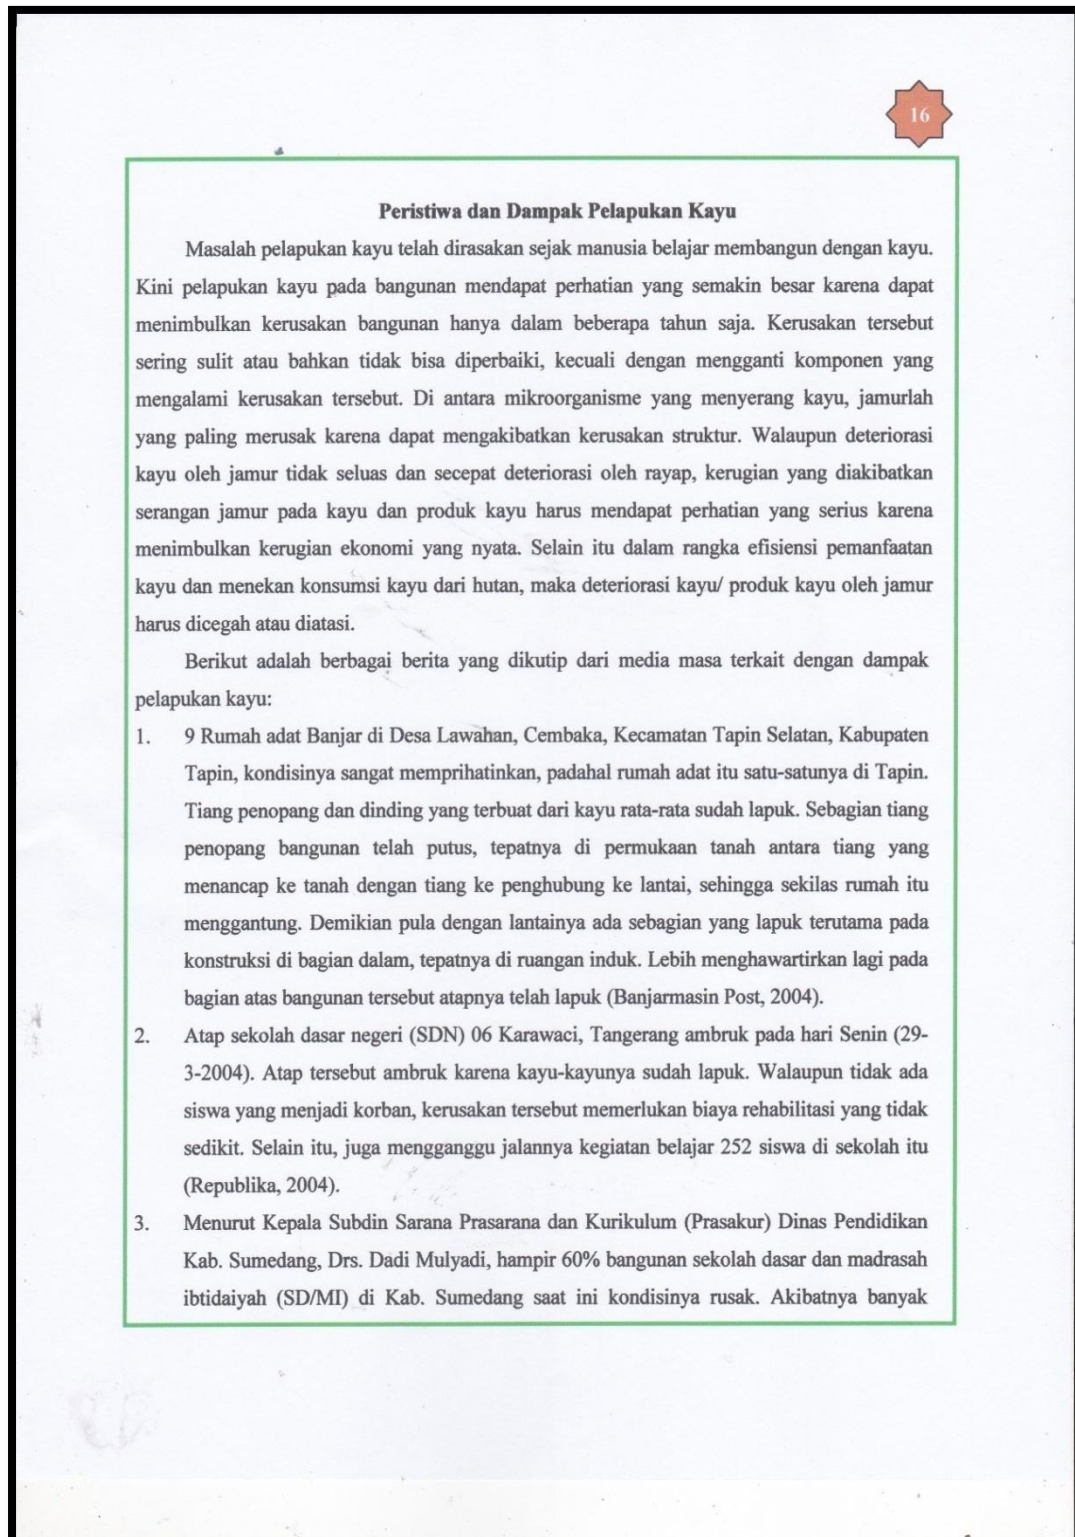 16
Peristiwa dan Dampak Pelapukan Kayu
Masalah pelapukan kayu telah dirasakan sejak manusia belajar membangun dengan kayu.
Kini pelapukan kayu pada bangunan mendapat perhatian yang semakin besar karena dapat
menimbulkan kerusakan bangunan hanya dalam beberapa tahun saja. Kerusakan tersebut
sering sulit atau bahkan tidak bisa diperbaiki, kecuali dengan mengganti komponen yang
mengalami kerusakan tersebut. Di antara mikroorganisme yang menyerang kayu, jamurlah
yang paling merusak karena dapat mengakibatkan kerusakan struktur. Walaupun deteriorasi
kayu oleh jamur tidak seluas dan secepat deteriorasi oleh rayap, kerugian yang diakibatkan
serangan jamur pada kayu dan produk kayu harus mendapat perhatian yang serius karena
menimbulkan kerugian ekonomi yang nyata. Selain itu dalam rangka efisiensi pemanfaatan
kayu dan menekan konsumsi kayu dari hutan, maka deteriorasi kayu/ produk kayu oleh jamur
harus dicegah atau diatasi.
Berikut adalah berbagai berita yang dikutip dari media masa terkait dengan dampak
pelapukan kayu:
1. 9 Rumah adat Banjar di Desa Lawahan, Cembaka, Kecamatan Tapin Selatan, Kabupaten
Tapin, kondisinya sangat memprihatinkan, padahal rumah adat itu satu-satunya di Tapin.
Tiang penopang dan dinding yang terbuat dari kayu rata-rata sudah lapuk. Sebagian tiang
penopang bangunan telah putus, tepatnya di permukaan tanah antara tiang yang
menancap ke tanah dengan tiang ke penghubung ke lantai, sehingga sekilas rumah itu
menggantung. Demikian pula dengan lantainya ada sebagian yang lapuk terutama pada
konstruksi di bagian dalam, tepatnya di ruangan induk. Lebih menghawartirkan lagi pada
bagian atas bangunan tersebut atapnya telah lapuk (Banjarmasin Post, 2004).
2. Atap sekolah dasar negeri (SDN) 06 Karawaci, Tangerang ambruk pada hari Senin (29-
3-2004). Atap tersebut ambruk karena kayu-kayunya sudah lapuk. Walaupun tidak ada
siswa yang menjadi korban, kerusakan tersebut memerlukan biaya rehabilitasi yang tidak
sedikit. Selain itu, juga mengganggu jalannya kegiatan belajar 252 siswa di sekolah itu
(Republika, 2004).
3. Menurut Kepala Subdin Sarana Prasarana dan Kurikulum (Prasakur) Dinas Pendidikan
Kab. Sumedang, Drs. Dadi Mulyadi, hampir 60% bangunan sekolah dasar dan madrasah
ibtidaiyah (SD/MI) di Kab. Sumedang saat ini kondisinya rusak. Akibatnya banyak